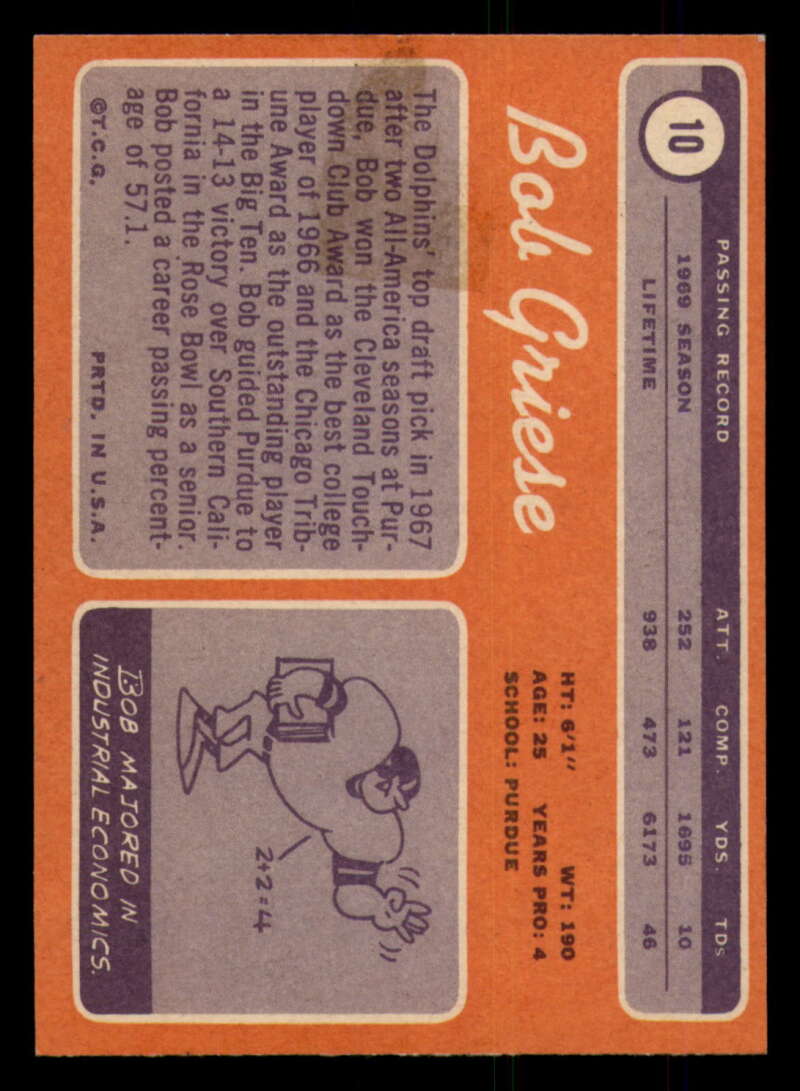 10
PASSING RECORD ATT. COMP. YDS. TDs
1969 SEASON 252 121 1695 10
LIFETIME 938 473 6173 46
Bob Griese
HT: 6'1" WT: 190
AGE: 25 YEARS PRO: 4
SCHOOL: PURDUE
The Dolphins' top draft pick in 1967
after two All-America seasons at Pur-
due, Bob won the Cleveland Touch-
down Club Award as the best college
player of 1966 and the Chicago Trib-
une Award as the outstanding player
in the Big Ten. Bob guided Purdue to
a 14-13 victory over Southern Cali-
fornia in the Rose Bowl as a senior.
Bob posted a career passing percent-
age of 57.1.
©T.C.G. PRTD. IN U.S.A.
2+2=4
BOB MAJORED IN
INDUSTRIAL ECONOMICS.